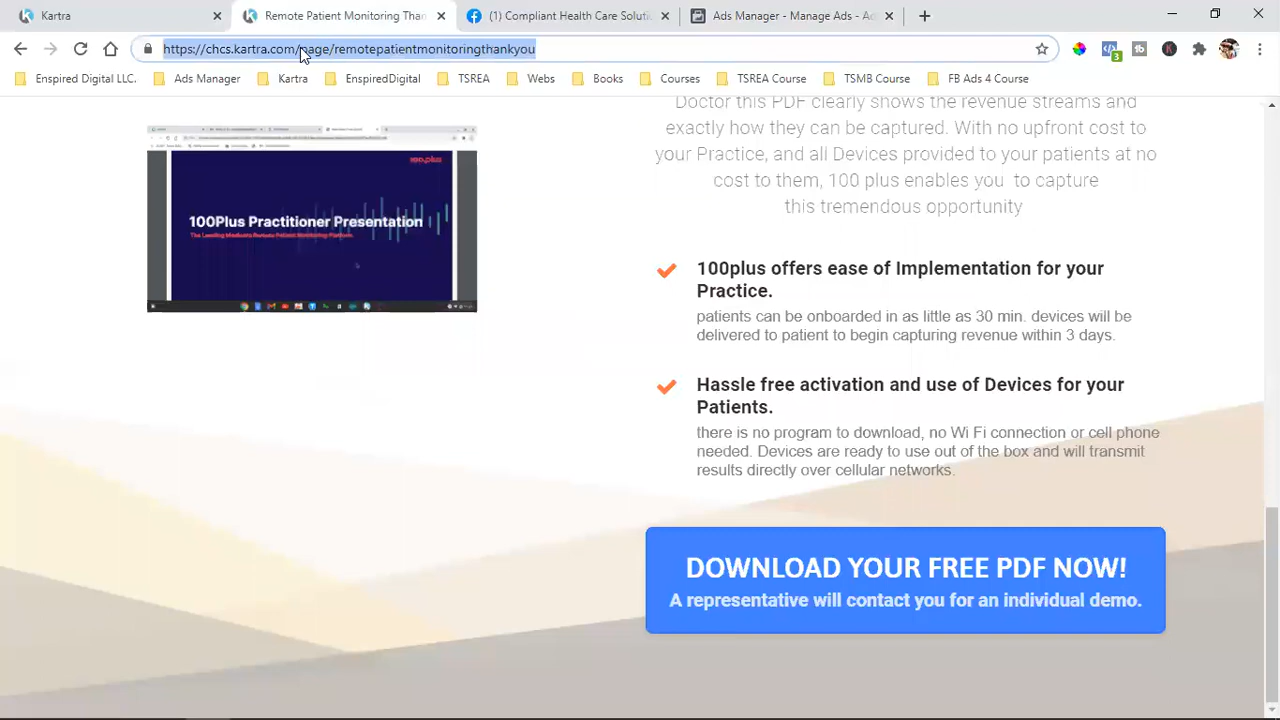 Kartra
Remote Patient Monitoring Than
(1) Compliant Health Care Soluti
Ads Manager - Manage Ads - Ad
https://chcs.kartra.com/page/remotepatientmonitoringthankyou
3
Enspired Digital LLC.
Ads Manager
Kartra
EnspiredDigital
TSREA
Webs
Books
Courses
TSREA Course
TSMB Course
FB Ads 4 Course
Doctor this PDF clearly shows the revenue streams and
exactly how they can be captured. With no upfront cost to
your Practice, and all Devices provided to your patients at no
cost to them, 100 plus enables you to capture
this tremendous opportunity
100plus
100Plus Practitioner Presentation
The Leading Medicare Remote Patient Monitoring Platform
100plus offers ease of Implementation for your
Practice.
patients can be onboarded in as little as 30 min. devices will be
delivered to patient to begin capturing revenue within 3 days.
Hassle free activation and use of Devices for your
Patients.
there is no program to download, no Wi Fi connection or cell phone
needed. Devices are ready to use out of the box and will transmit
results directly over cellular networks.
DOWNLOAD YOUR FREE PDF NOW!
A representative will contact you for an individual demo.